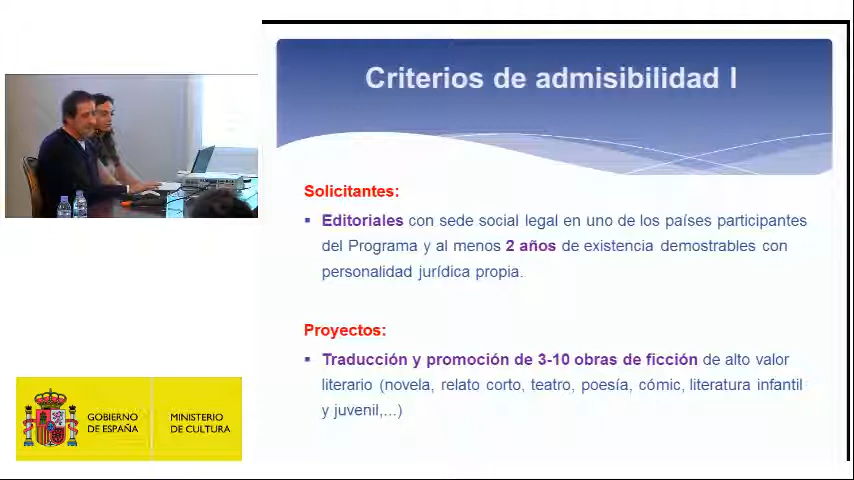 Criterios de admisibilidad I
Solicitantes:
▪ Editoriales con sede social legal en uno de los países participantes
del Programa y al menos 2 años de existencia demostrables con
personalidad jurídica propia.
Proyectos:
▪ Traducción y promoción de 3-10 obras de ficción de alto valor
literario (novela, relato corto, teatro, poesía, cómic, literatura infantil
y juvenil,...)
GOBIERNO
DE ESPAÑA
MINISTERIO
DE CULTURA